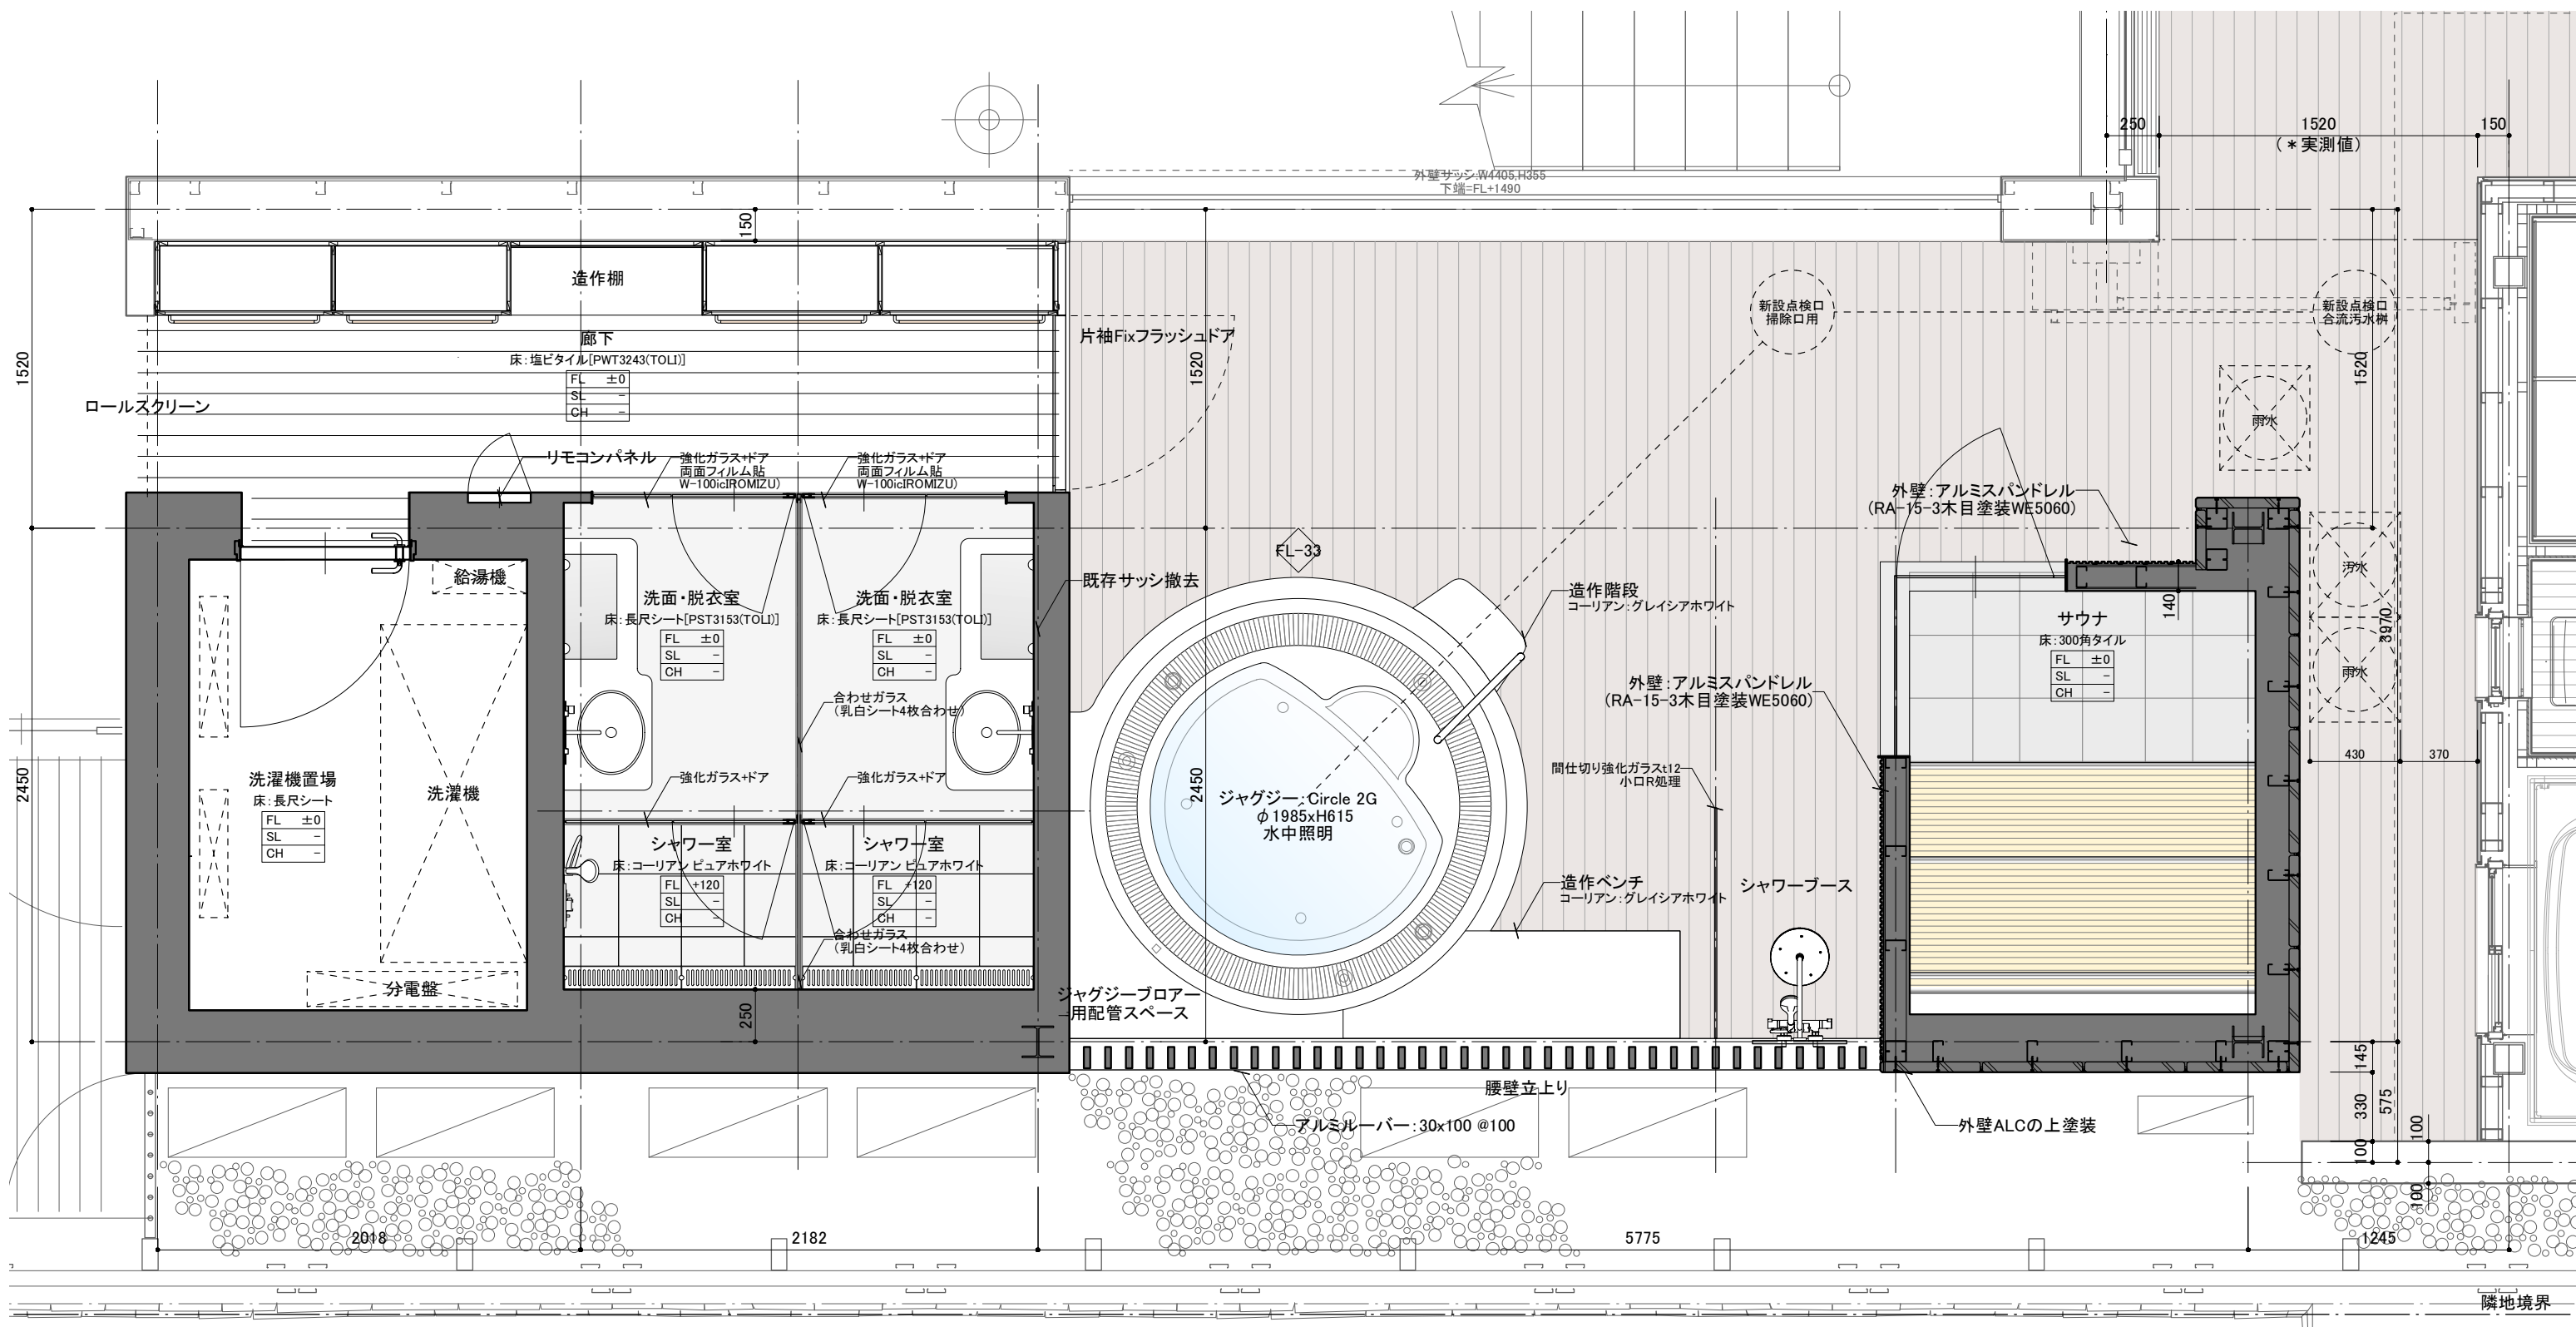 250
1520
(＊実測値)
150
外壁サッシ:W4405,H355
下端=FL+1490
150
造作棚
新設点検口
掃除口用
新設点検口
合流汚水桝
廊下
床：塩ビタイル[PWT3243(TOLI)]
FL ±0
SL -
CH -
片袖Fixフラッシュドア
1520
1520
1520
ロールスクリーン
雨水
リモコンパネル
強化ガラス+ドア
両面フィルム貼
W-100icIROMIZU)
強化ガラス+ドア
両面フィルム貼
W-100icIROMIZU)
外壁：アルミスパンドレル
(RA-15-3木目塗装WE5060)
FL-33
汚水
給湯機
既存サッシ撤去
造作階段
コーリアン：グレイシアホワイト
洗面・脱衣室
床：長尺シート[PST3153(TOLI)]
FL ±0
SL -
CH -
洗面・脱衣室
床：長尺シート[PST3153(TOLI)]
FL ±0
SL -
CH -
140
サウナ
床：300角タイル
FL ±0
SL -
CH -
3970
雨水
外壁：アルミスパンドレル
(RA-15-3木目塗装WE5060)
合わせガラス
(乳白シート4枚合わせ)
430
370
2450
洗濯機置場
床：長尺シート
FL ±0
SL -
CH -
洗濯機
強化ガラス+ドア
強化ガラス+ドア
2450
ジャグジー：Circle 2G
φ1985xH615
水中照明
間仕切り強化ガラスt12
小口R処理
シャワー室
床：コーリアン ピュアホワイト
FL +120
SL -
CH -
シャワー室
床：コーリアン ピュアホワイト
FL +120
SL -
CH -
造作ベンチ
コーリアン：グレイシアホワイト
シャワーブース
合わせガラス
(乳白シート4枚合わせ)
分電盤
250
ジャグジーブロアー
用配管スペース
145
腰壁立上り
330
575
アルミルーバー：30x100 @100
外壁ALCの上塗装
100
100
100
2018
2182
5775
1245
隣地境界